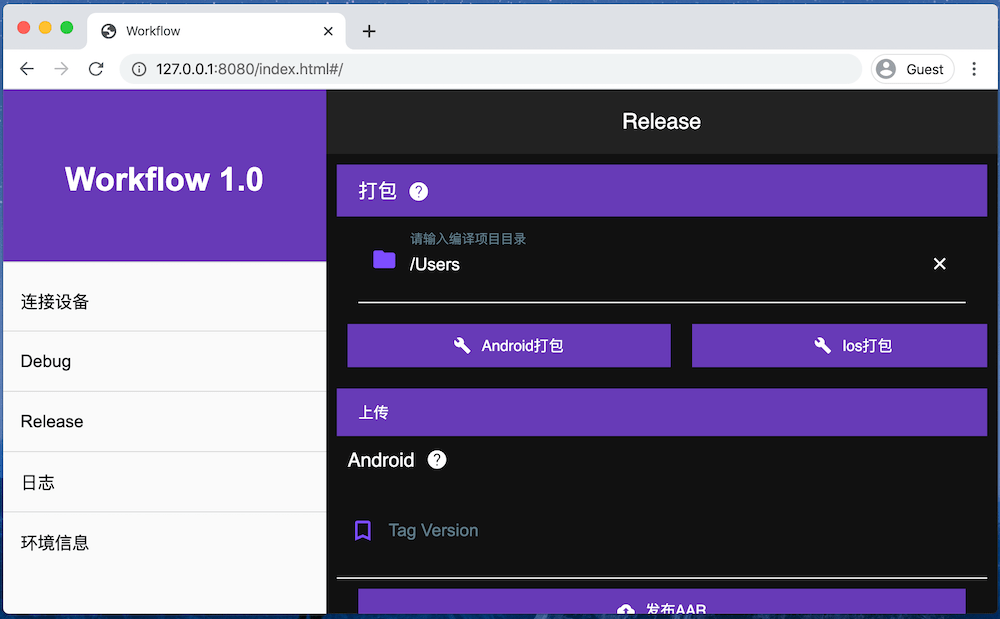 Workflow
127.0.0.1:8080/index.html#/
Guest
Workflow 1.0
连接设备
Debug
Release
日志
环境信息
Release
打包 ?
请输入编译项目目录
/Users
Android打包
Ios打包
上传
Android ?
Tag Version
发布AAR